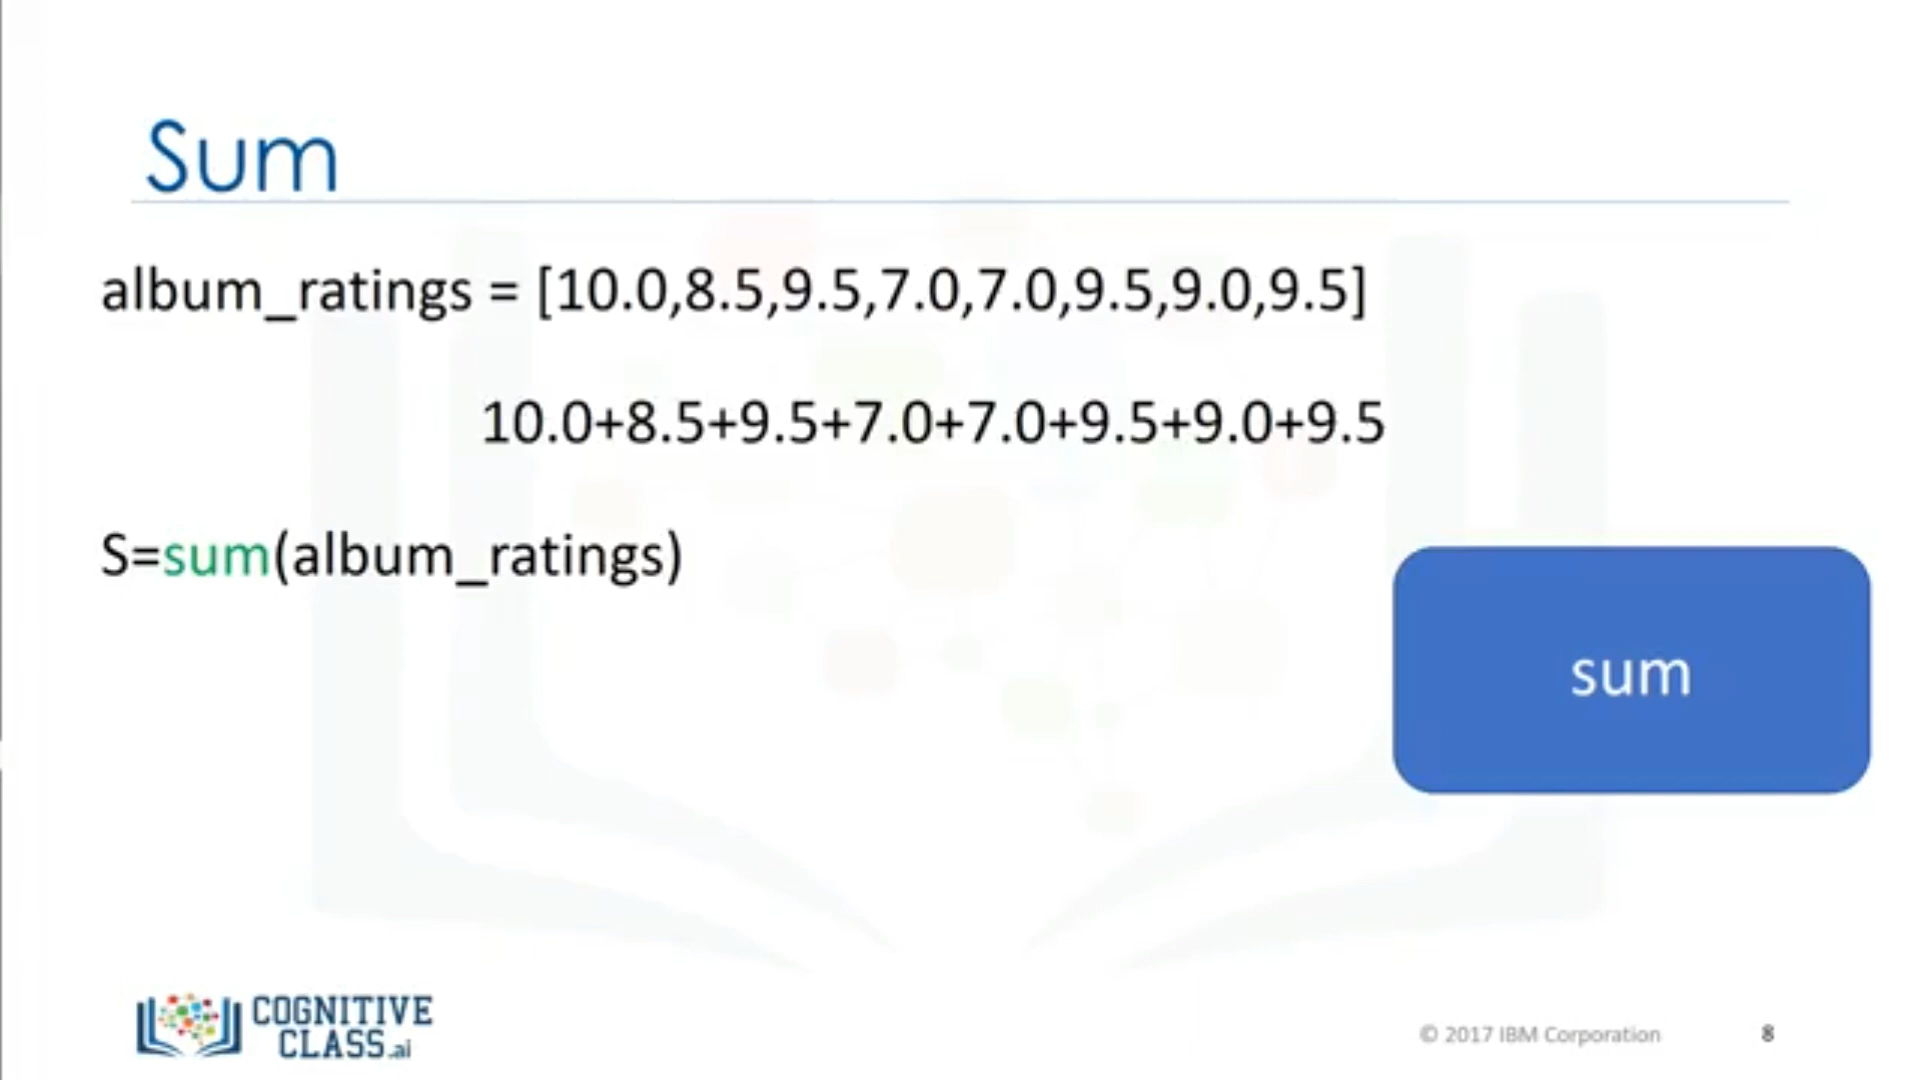 Sum
album_ratings = [10.0,8.5,9.5,7.0,7.0,9.5,9.0,9.5]
10.0+8.5+9.5+7.0+7.0+9.5+9.0+9.5
S=sum(album_ratings)
sum
COGNITIVE
CLASS.ai
© 2017 IBM Corporation
8